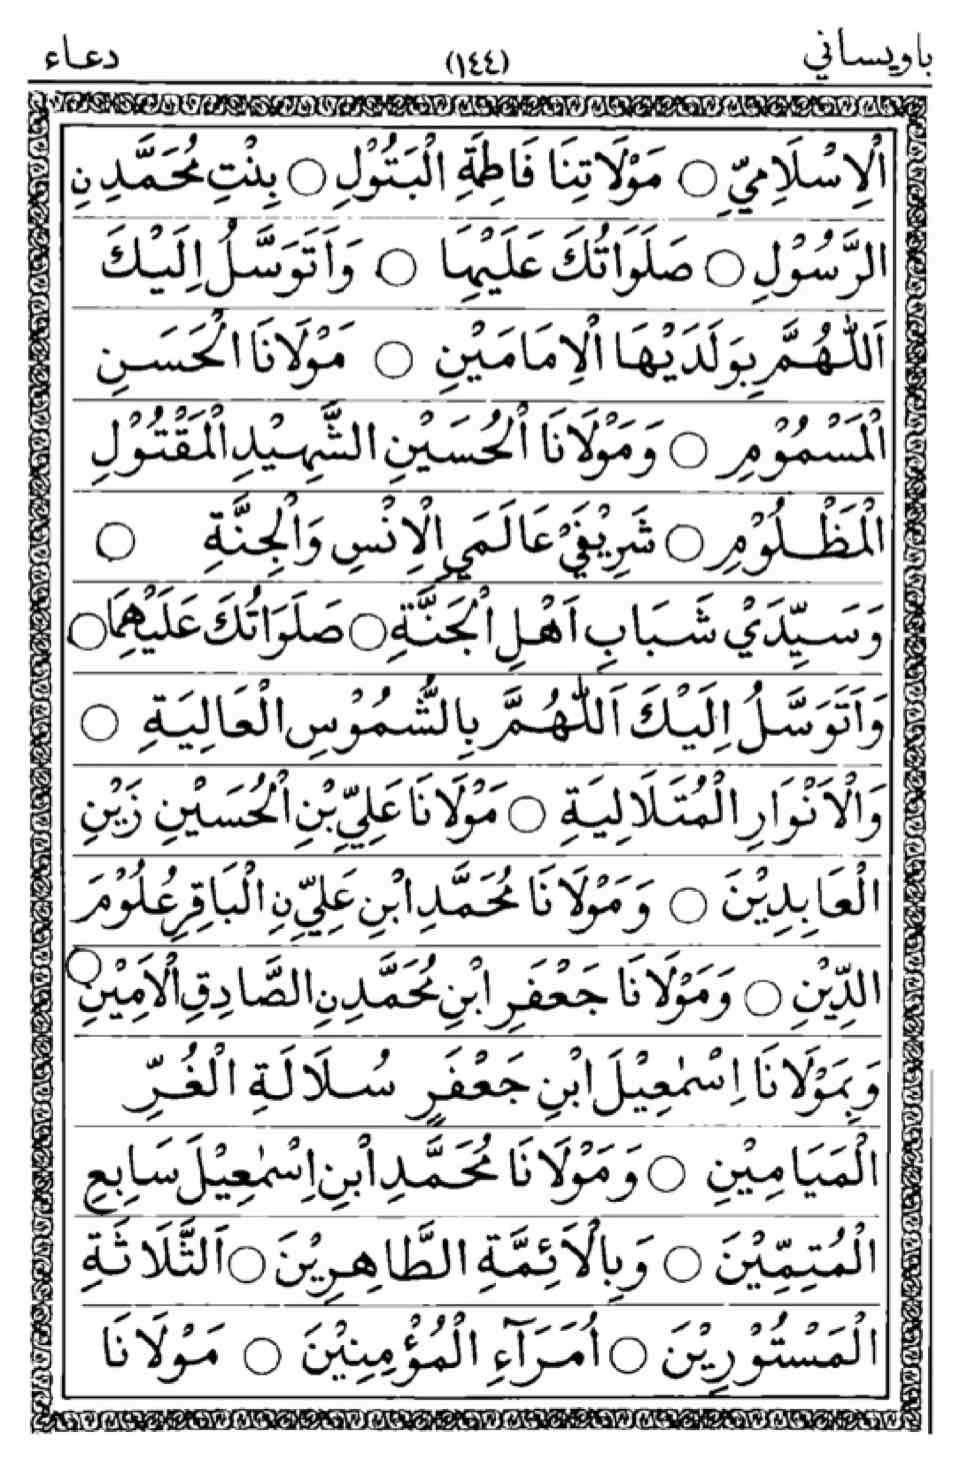 باويساني (١٤٤) دعاء
اَلْاِسْلَامِيِّ ○ مَوْلَاتِنَا فَاطِمَةِ الْبَتُوْلِ ○ بِنْتِ مُحَمَّدِنِ
الرَّسُوْلِ ○ صَلَوَاتُكَ عَلَيْهَا ○ وَاَتَوَسَّلُ اِلَيْكَ
اَللّٰهُمَّ بِوَلَدَيْهَا الْاِمَامَيْنِ ○ مَوْلَانَا الْحَسَنِ
الْمَسْمُوْمِ ○ وَمَوْلَانَا الْحُسَيْنِ الشَّهِيْدِ الْمَقْتُوْلِ
الْمَظْلُوْمِ ○ شَرِيْفَيْ عَالَمَيِ الْاِنْسِ وَالْجِنَّةِ ○
وَسَيِّدَيْ شَبَابِ اَهْلِ الْجَنَّةِ ○ صَلَوَاتُكَ عَلَيْهِمَا ○
وَاَتَوَسَّلُ اِلَيْكَ اَللّٰهُمَّ بِالشُّمُوْسِ الْعَالِيَةِ ○
وَالْاَنْوَارِ الْمُتَلَالِيَةِ ○ مَوْلَانَا عَلِيِّ بْنِ الْحُسَيْنِ زَيْنِ
الْعَابِدِيْنَ ○ وَمَوْلَانَا مُحَمَّدِ ابْنِ عَلِيِّنِ الْبَاقِرِ عُلُوْمَ
الدِّيْنِ ○ وَمَوْلَانَا جَعْفَرِ ابْنِ مُحَمَّدِنِ الصَّادِقِ الْاَمِيْنِ ○
وَبِمَوْلَانَا اِسْمٰعِيْلَ ابْنِ جَعْفَرٍ سُلَالَةِ الْغُرِّ
الْمَيَامِيْنِ ○ وَمَوْلَانَا مُحَمَّدِ ابْنِ اِسْمٰعِيْلَ سَابِعِ
الْمُتِمِّيْنَ ○ وَبِالْاَئِمَّةِ الطَّاهِرِيْنَ ○ اَلثَّلَاثَةِ
الْمَسْتُوْرِيْنَ ○ اُمَرَآءِ الْمُؤْمِنِيْنَ ○ مَوْلَانَا